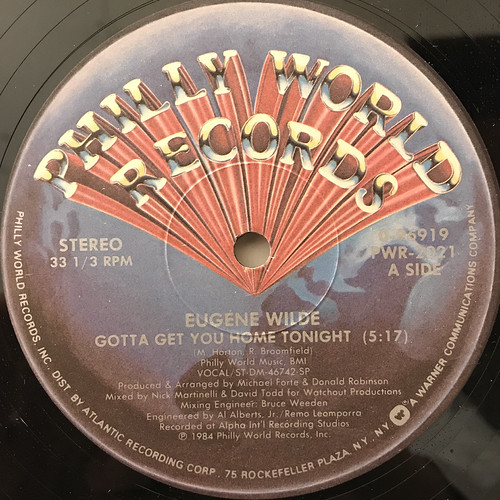 PHILLY WORLD
RECORDS
STEREO
33 1/3 RPM
PWR-2021
A SIDE
EUGENE WILDE
GOTTA GET YOU HOME TONIGHT (5:17)
(M. Horton, R. Broomfield)
Philly World Music, BMI
VOCAL/ST-DM-46742-SP
Produced & Arranged by Michael Forte & Donald Robinson
Mixed by Nick Martinelli & David Todd for Watchout Productions
Mixing Engineer: Bruce Weeden
Engineered by Al Alberts, Jr./Remo Leomporra
Recorded at Alpha Int'l Recording Studios
℗ 1984 Philly World Records, Inc.
PHILLY WORLD RECORDS, INC. DIST. BY ATLANTIC RECORDING CORP. 75 ROCKEFELLER PLAZA, N.Y. N.Y. A WARNER COMMUNICATIONS COMPANY